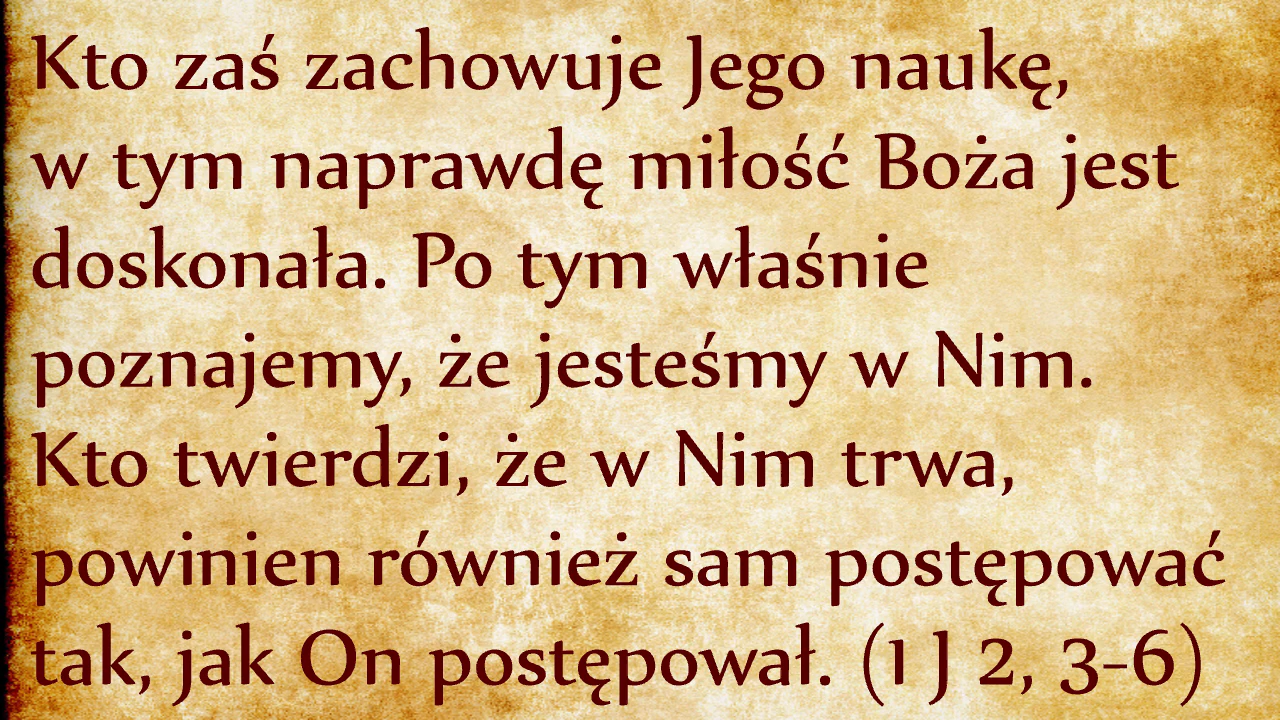 Kto zaś zachowuje Jego naukę,
w tym naprawdę miłość Boża jest
doskonała. Po tym właśnie
poznajemy, że jesteśmy w Nim.
Kto twierdzi, że w Nim trwa,
powinien również sam postępować
tak, jak On postępował. (1 J 2, 3-6)